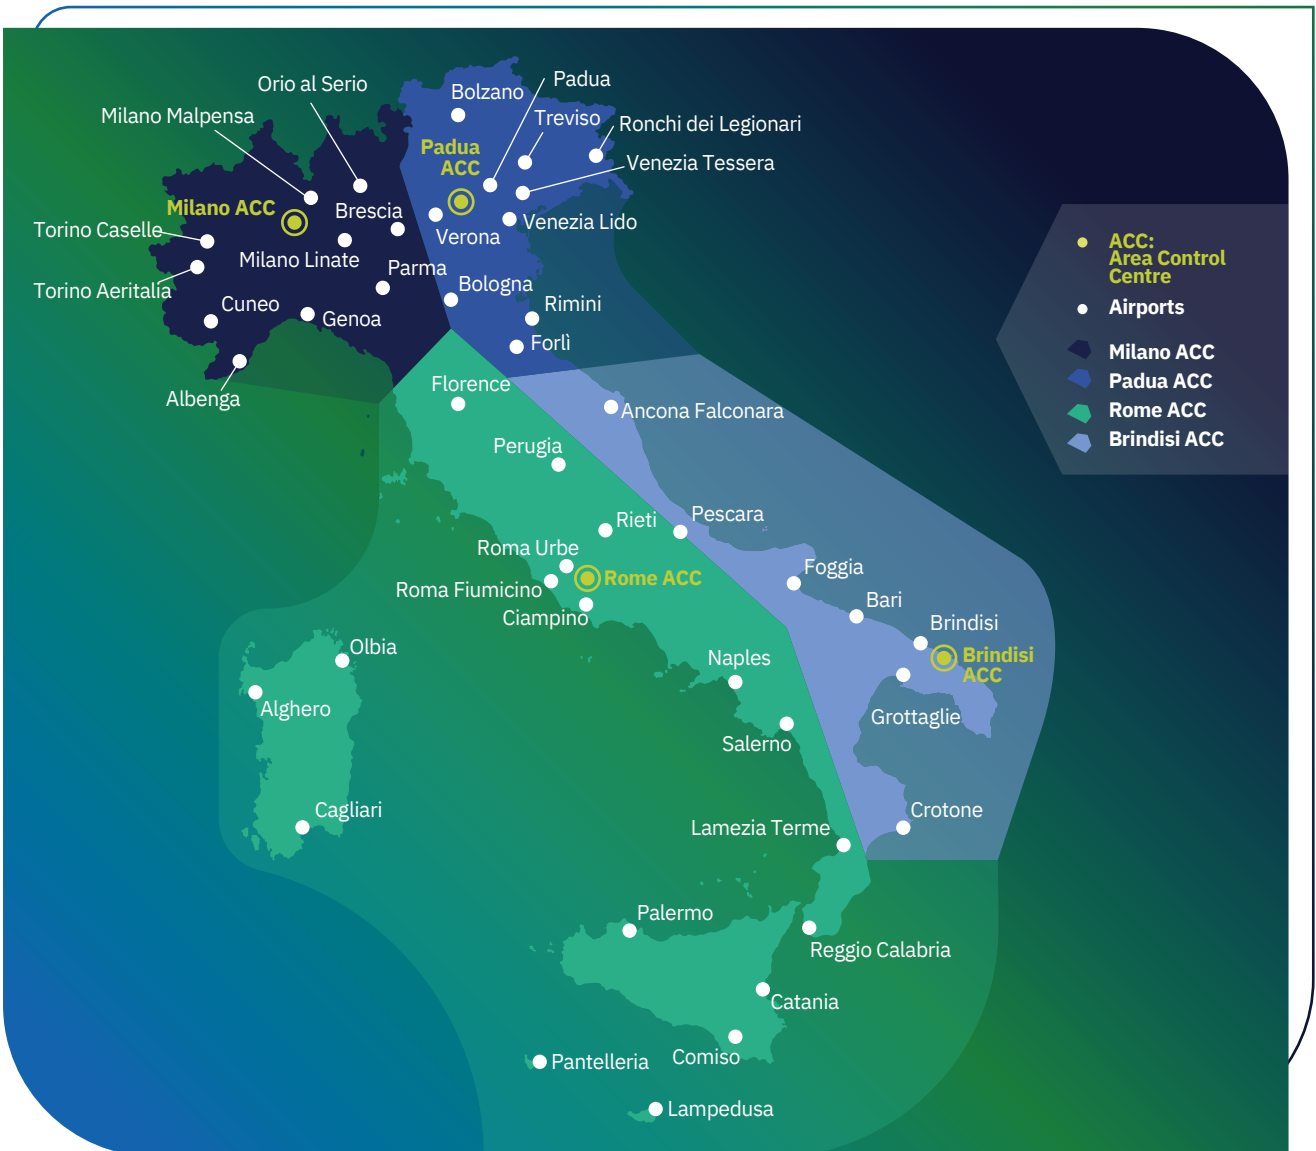 Orio al Serio
Milano Malpensa
Bolzano
Padua
Treviso
Ronchi dei Legionari
Padua
ACC
Venezia Tessera
Milano ACC
Brescia
Torino Caselle
Verona
Venezia Lido
Milano Linate
Parma
Torino Aeritalia
Bologna
Cuneo
Genoa
Rimini
Forlì
Albenga
Florence
Ancona Falconara
Perugia
Rieti
Pescara
Roma Urbe
Rome ACC
Roma Fiumicino
Ciampino
Foggia
Bari
Brindisi
Brindisi
ACC
Olbia
Naples
Alghero
Grottaglie
Salerno
Cagliari
Crotone
Lamezia Terme
Palermo
Reggio Calabria
Catania
Comiso
Pantelleria
Lampedusa
ACC:
Area Control
Centre
Airports
Milano ACC
Padua ACC
Rome ACC
Brindisi ACC